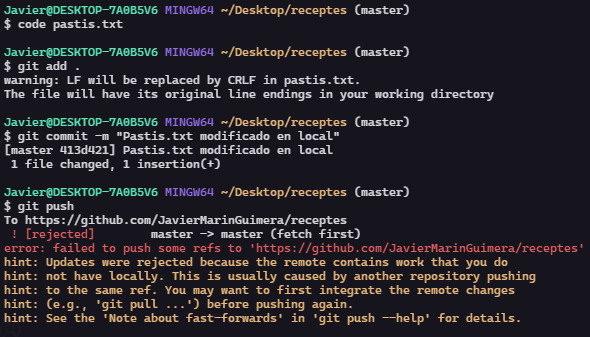 Javier@DESKTOP-7A0B5V6 MINGW64 ~/Desktop/receptes (master)
$ code pastis.txt
Javier@DESKTOP-7A0B5V6 MINGW64 ~/Desktop/receptes (master)
$ git add .
warning: LF will be replaced by CRLF in pastis.txt.
The file will have its original line endings in your working directory
Javier@DESKTOP-7A0B5V6 MINGW64 ~/Desktop/receptes (master)
$ git commit -m "Pastis.txt modificado en local"
[master 413d421] Pastis.txt modificado en local
 1 file changed, 1 insertion(+)
Javier@DESKTOP-7A0B5V6 MINGW64 ~/Desktop/receptes (master)
$ git push
To https://github.com/JavierMarinGuimera/receptes
 ! [rejected]        master -> master (fetch first)
error: failed to push some refs to 'https://github.com/JavierMarinGuimera/receptes'
hint: Updates were rejected because the remote contains work that you do
hint: not have locally. This is usually caused by another repository pushing
hint: to the same ref. You may want to first integrate the remote changes
hint: (e.g., 'git pull ...') before pushing again.
hint: See the 'Note about fast-forwards' in 'git push --help' for details.